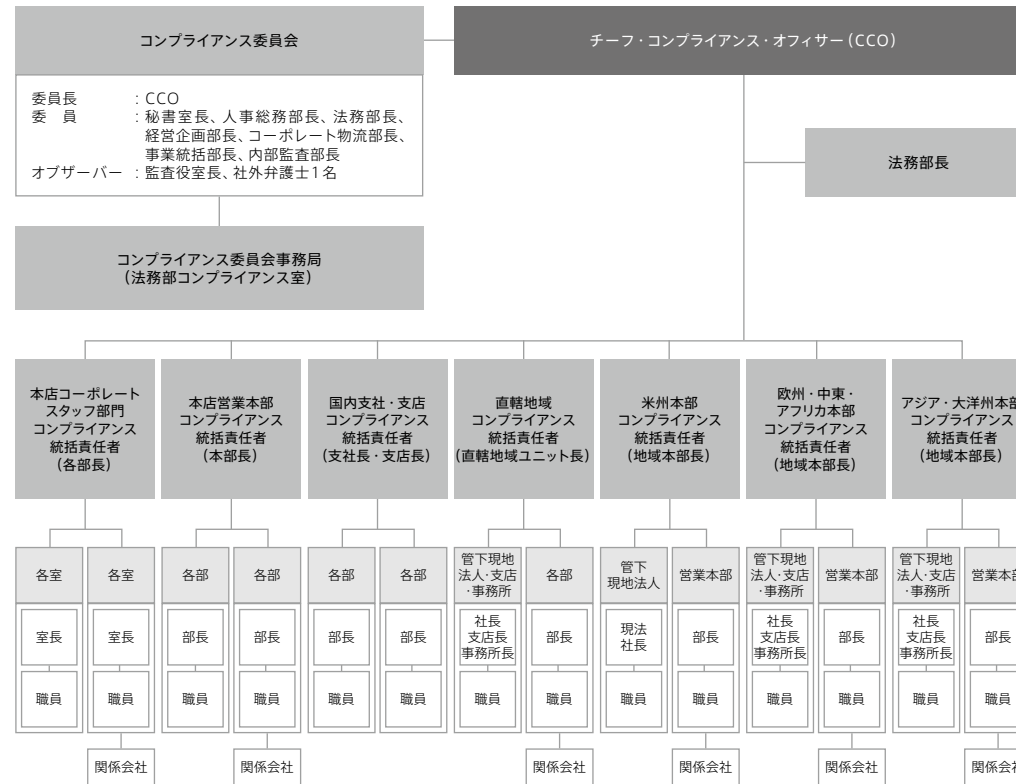 コンプライアンス委員会
チーフ・コンプライアンス・オフィサー(CCO)
委員長　：CCO
委　員　：秘書室長、人事総務部長、法務部長、
経営企画部長、コーポレート物流部長、
事業統括部長、内部監査部長
オブザーバー　：監査役室長、社外弁護士1名
法務部長
コンプライアンス委員会事務局
(法務部コンプライアンス室)
本店コーポレート
スタッフ部門
コンプライアンス
統括責任者
(各部長)
本店営業本部
コンプライアンス
統括責任者
(本部長)
国内支社・支店
コンプライアンス
統括責任者
(支社長・支店長)
直轄地域
コンプライアンス
統括責任者
(直轄地域ユニット長)
米州本部
コンプライアンス
統括責任者
(地域本部長)
欧州・中東・
アフリカ本部
コンプライアンス
統括責任者
(地域本部長)
アジア・大洋州本部
コンプライアンス
統括責任者
(地域本部長)
各室
各室
各部
各部
各部
各部
管下現地
法人・支店
・事務所
各部
管下
現地法人
営業本部
管下現地
法人・支店
・事務所
営業本部
管下現地
法人・支店
・事務所
営業本部
室長
室長
部長
部長
部長
部長
社長
支店長
事務所長
部長
現法
社長
部長
社長
支店長
事務所長
部長
社長
支店長
事務所長
部長
職員
職員
職員
職員
職員
職員
職員
職員
職員
職員
職員
職員
職員
職員
関係会社
関係会社
関係会社
関係会社
関係会社
関係会社